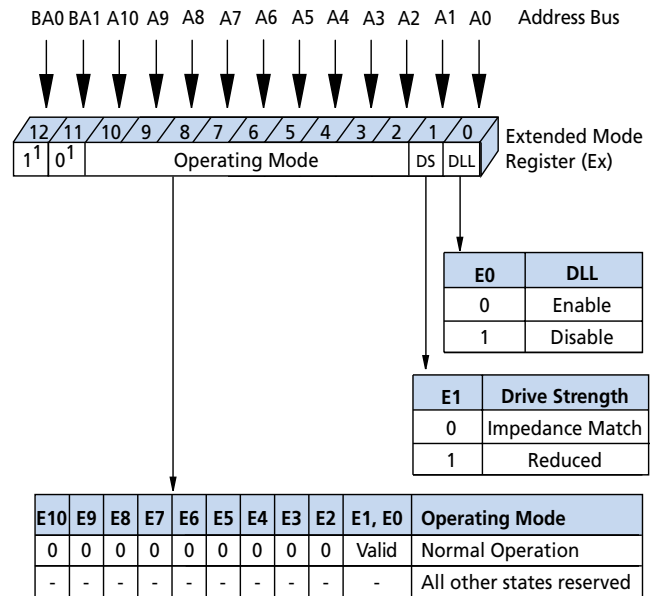 BA0 BA1 A10 A9 A8 A7 A6 A5 A4 A3 A2 A1 A0 Address Bus
12 11 10 9 8 7 6 5 4 3 2 1 0
Extended Mode
Register (Ex)
1¹ 0¹ Operating Mode DS DLL
E0 DLL
0 Enable
1 Disable
E1 Drive Strength
0 Impedance Match
1 Reduced
E10 E9 E8 E7 E6 E5 E4 E3 E2 E1, E0 Operating Mode
0 0 0 0 0 0 0 0 0 Valid Normal Operation
- - - - - - - - - - All other states reserved